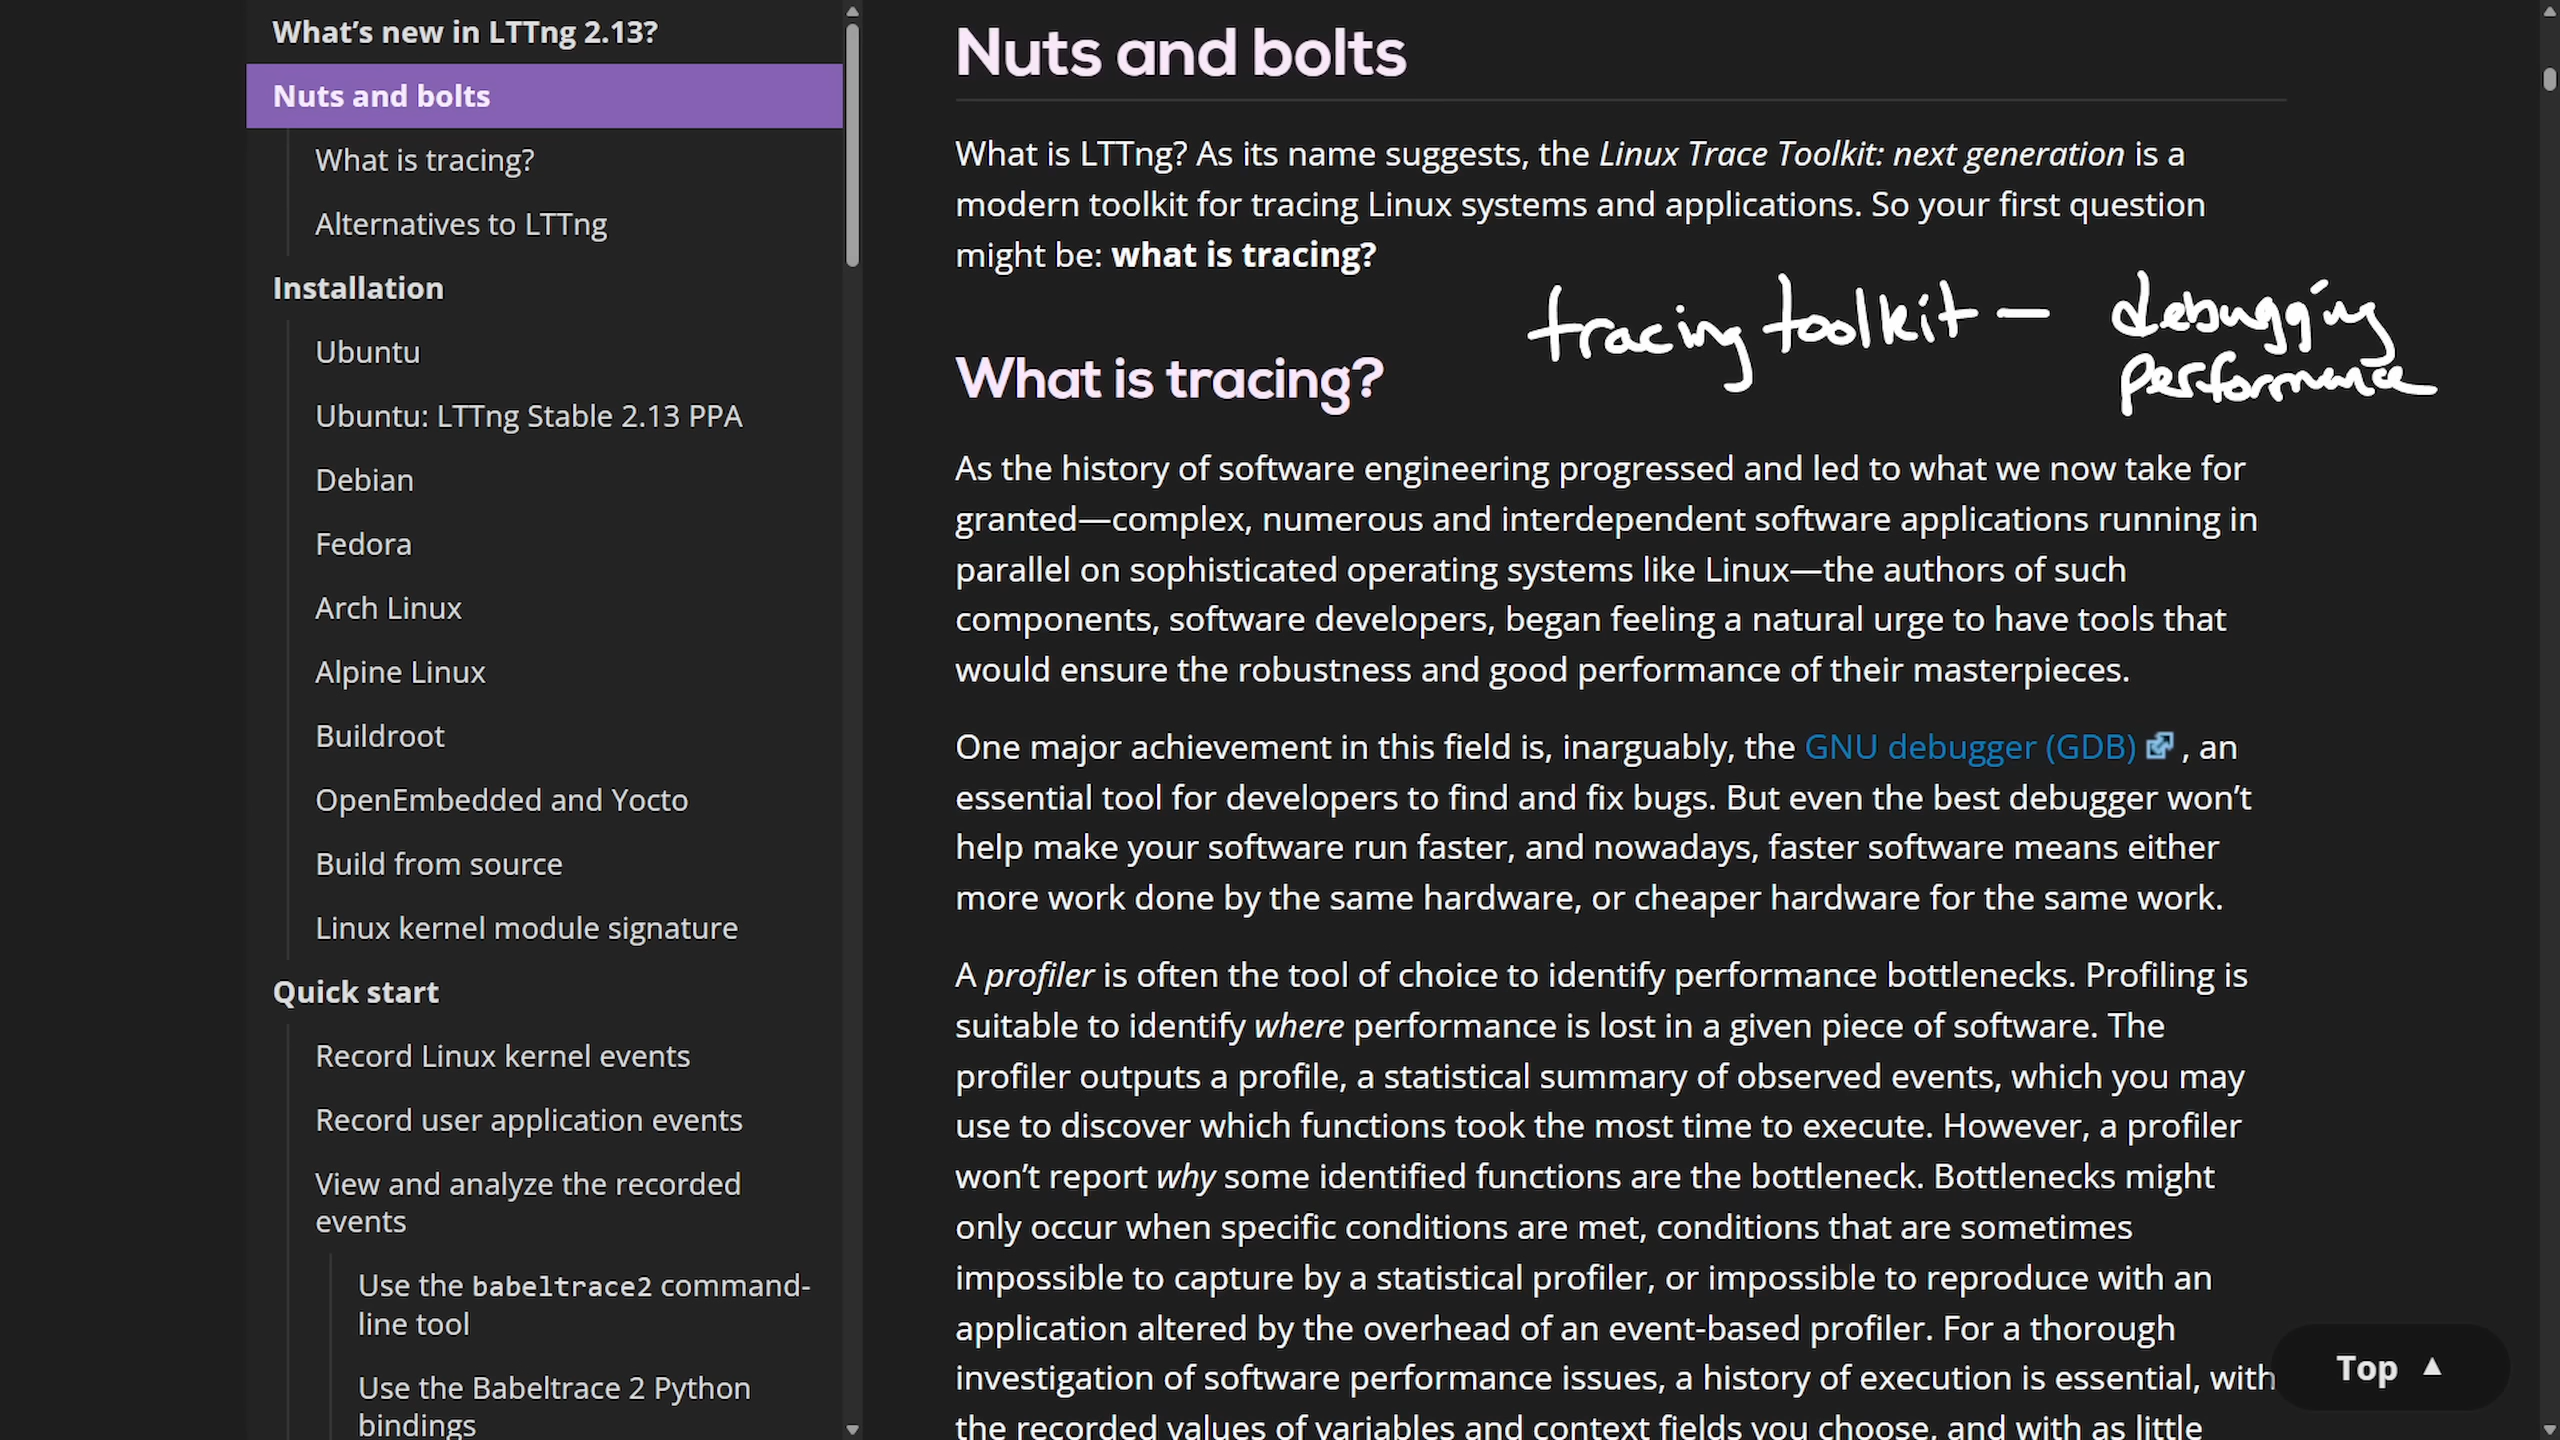 What’s new in LTTng 2.13?
Nuts and bolts
What is tracing?
Alternatives to LTTng
Installation
Ubuntu
Ubuntu: LTTng Stable 2.13 PPA
Debian
Fedora
Arch Linux
Alpine Linux
Buildroot
OpenEmbedded and Yocto
Build from source
Linux kernel module signature
Quick start
Record Linux kernel events
Record user application events
View and analyze the recorded
events
Use the babeltrace2 command-
line tool
Use the Babeltrace 2 Python
bindings
Nuts and bolts
What is LTTng? As its name suggests, the Linux Trace Toolkit: next generation is a
modern toolkit for tracing Linux systems and applications. So your first question
might be: what is tracing?
tracing toolkit — debugging
performance
What is tracing?
As the history of software engineering progressed and led to what we now take for
granted—complex, numerous and interdependent software applications running in
parallel on sophisticated operating systems like Linux—the authors of such
components, software developers, began feeling a natural urge to have tools that
would ensure the robustness and good performance of their masterpieces.
One major achievement in this field is, inarguably, the GNU debugger (GDB) , an
essential tool for developers to find and fix bugs. But even the best debugger won’t
help make your software run faster, and nowadays, faster software means either
more work done by the same hardware, or cheaper hardware for the same work.
A profiler is often the tool of choice to identify performance bottlenecks. Profiling is
suitable to identify where performance is lost in a given piece of software. The
profiler outputs a profile, a statistical summary of observed events, which you may
use to discover which functions took the most time to execute. However, a profiler
won’t report why some identified functions are the bottleneck. Bottlenecks might
only occur when specific conditions are met, conditions that are sometimes
impossible to capture by a statistical profiler, or impossible to reproduce with an
application altered by the overhead of an event-based profiler. For a thorough
investigation of software performance issues, a history of execution is essential, with
the recorded values of variables and context fields you choose, and with as little
Top ▲